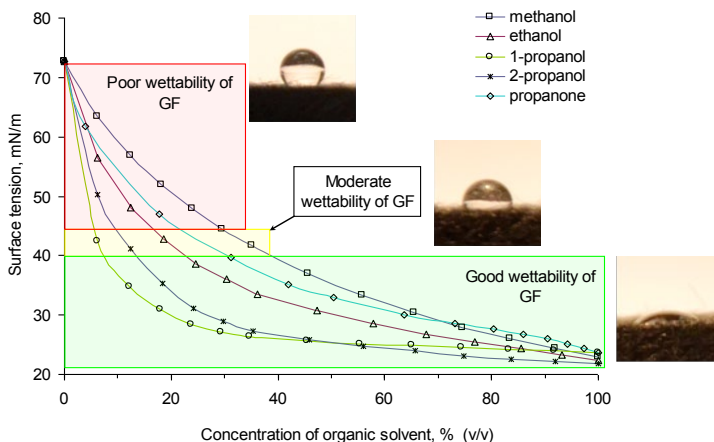 80
70
60
50
40
30
20
Surface tension, mN/m
0
20
40
60
80
100
Concentration of organic solvent, % (v/v)
methanol
ethanol
1-propanol
2-propanol
propanone
Poor wettability of
GF
Moderate
wettability of GF
Good wettability of
GF